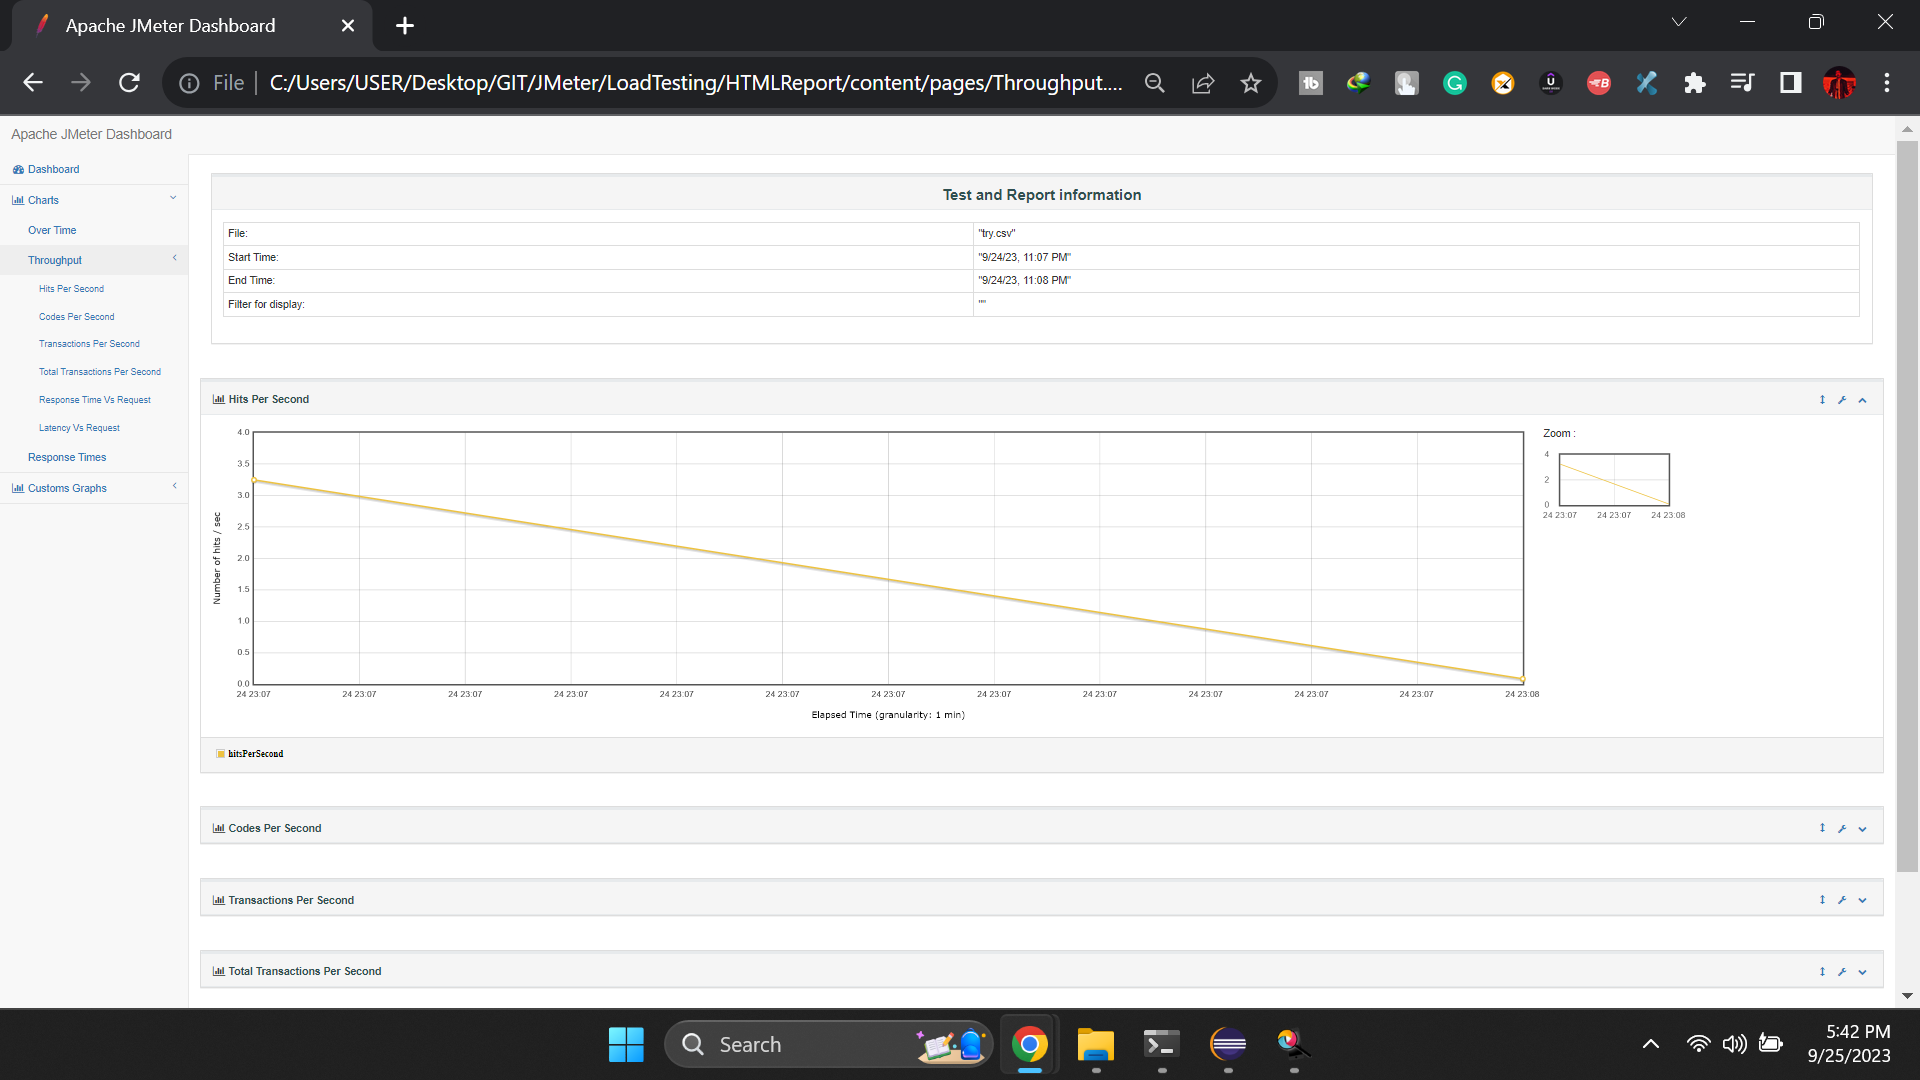 Apache JMeter Dashboard
File
C:/Users/USER/Desktop/GIT/JMeter/LoadTesting/HTMLReport/content/pages/Throughput....
Apache JMeter Dashboard
Dashboard
Charts
Over Time
Throughput
Hits Per Second
Codes Per Second
Transactions Per Second
Total Transactions Per Second
Response Time Vs Request
Latency Vs Request
Response Times
Customs Graphs
Test and Report information
File: "try.csv"
Start Time: "9/24/23, 11:07 PM"
End Time: "9/24/23, 11:08 PM"
Filter for display: ""
Hits Per Second
Number of hits / sec
4.0
3.5
3.0
2.5
2.0
1.5
1.0
0.5
0.0
24 23:07 24 23:07 24 23:07 24 23:07 24 23:07 24 23:07 24 23:07 24 23:07 24 23:07 24 23:07 24 23:07 24 23:07 24 23:08
Elapsed Time (granularity: 1 min)
Zoom :
4
2
0
24 23:07 24 23:07 24 23:08
hitsPerSecond
Codes Per Second
Transactions Per Second
Total Transactions Per Second
Search
5:42 PM
9/25/2023